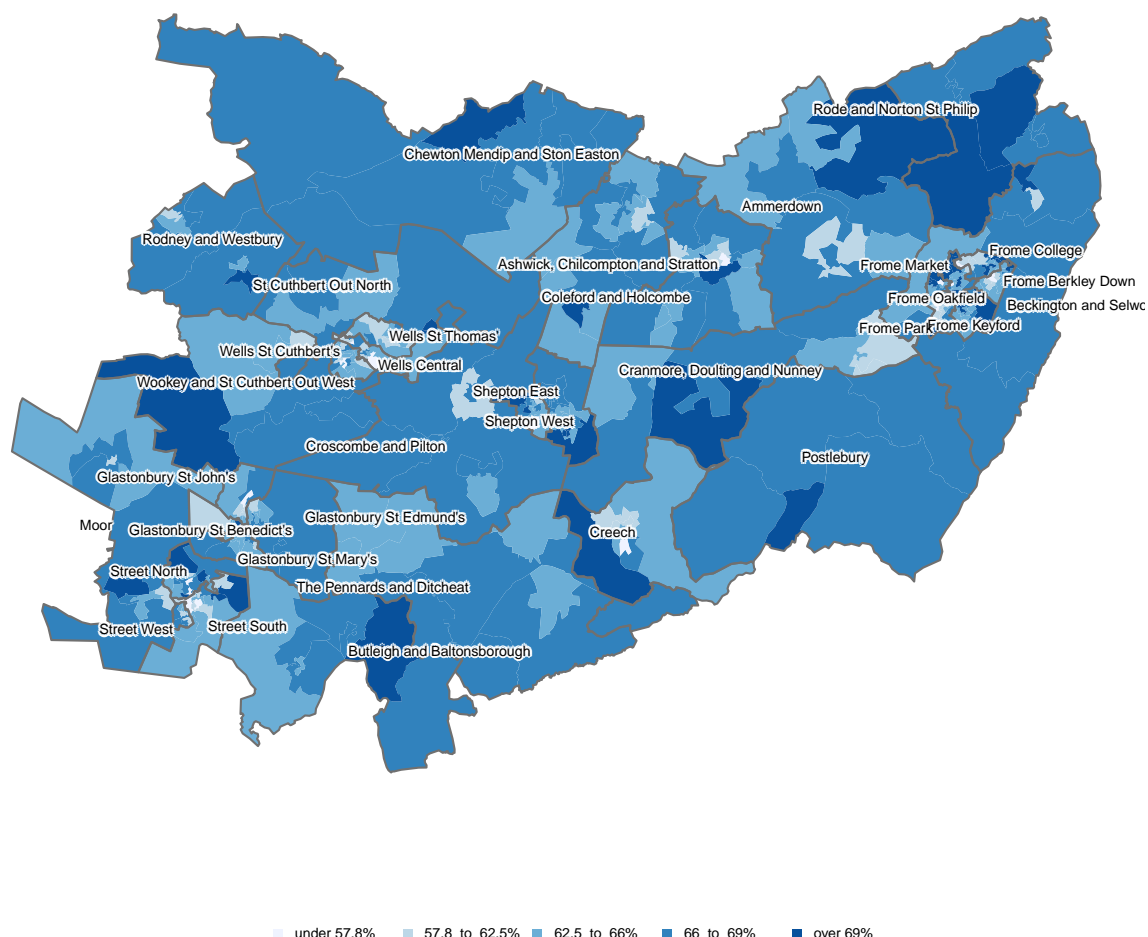 Rode and Norton St Philip
Chewton Mendip and Ston Easton
Ammerdown
Rodney and Westbury
Frome College
Ashwick, Chilcompton and Stratton
Frome Market
St Cuthbert Out North
Frome Berkley Down
Coleford and Holcombe
Frome Oakfield
Beckington and Selwo
Frome Park
Frome Keyford
Wells St Thomas'
Wells St Cuthbert's
Wells Central
Cranmore, Doulting and Nunney
Wookey and St Cuthbert Out West
Shepton East
Shepton West
Croscombe and Pilton
Postlebury
Glastonbury St John's
Glastonbury St Edmund's
Moor
Glastonbury St Benedict's
Creech
Glastonbury St Mary's
Street North
The Pennards and Ditcheat
Street West
Street South
Butleigh and Baltonsborough
under 57.8% 57.8 to 62.5% 62.5 to 66% 66 to 69% over 69%